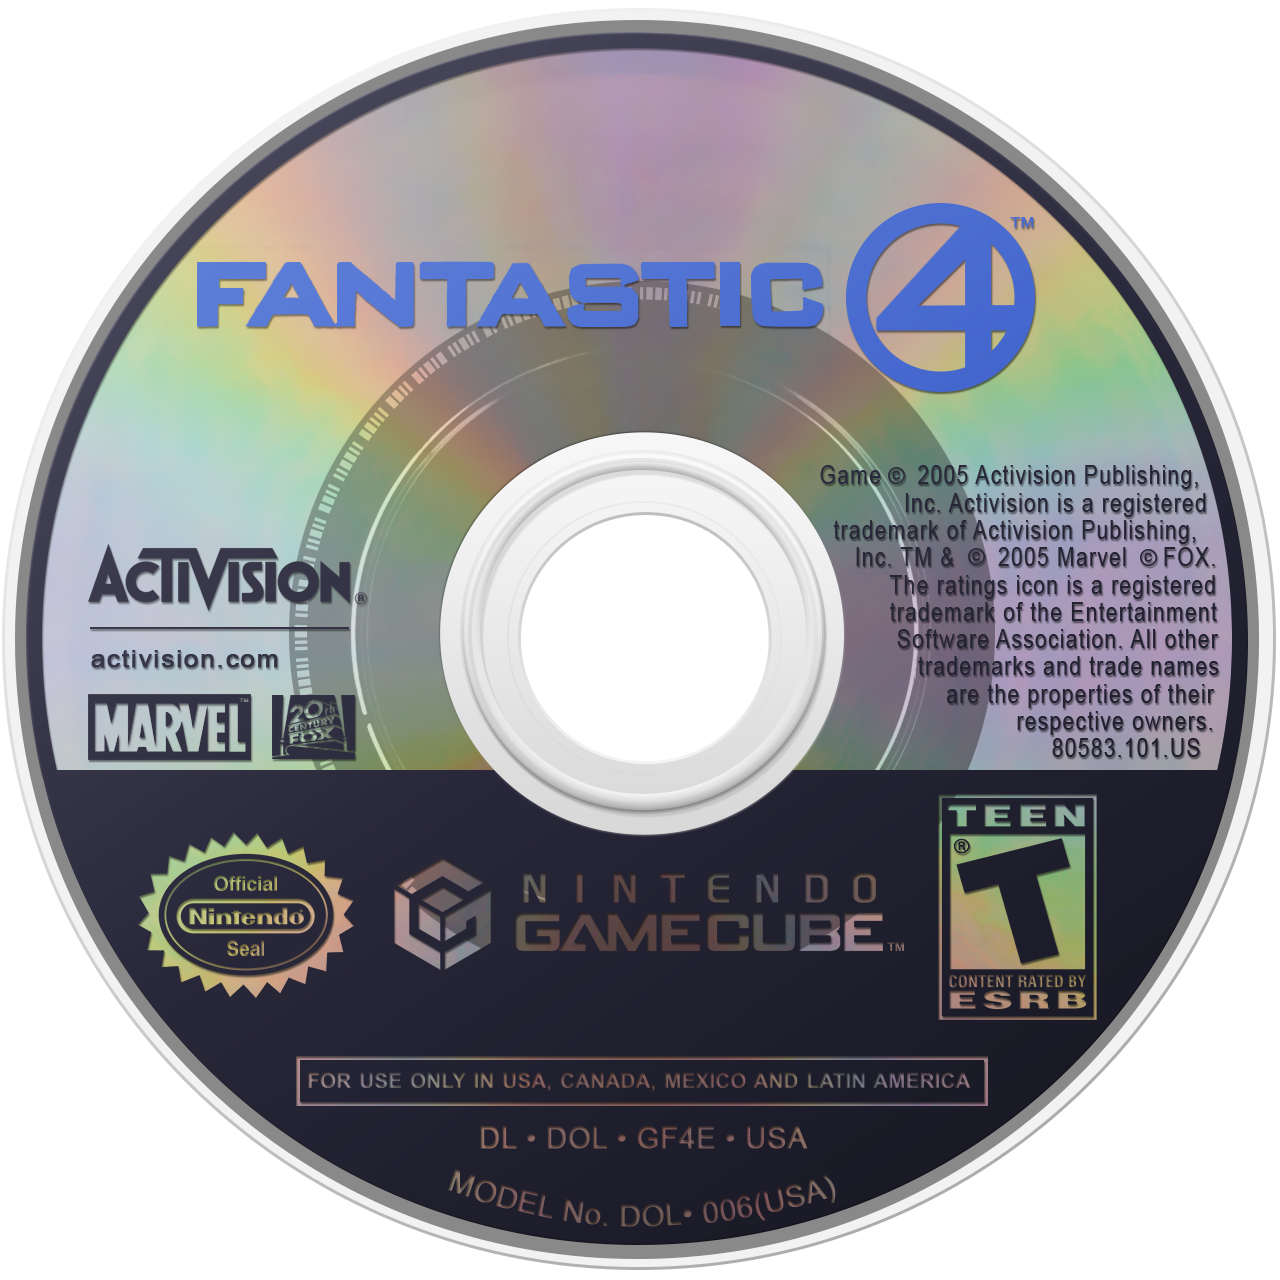 FANTASTIC 4™
Game © 2005 Activision Publishing,
Inc. Activision is a registered
trademark of Activision Publishing,
Inc. TM & © 2005 Marvel © FOX.
The ratings icon is a registered
trademark of the Entertainment
Software Association. All other
trademarks and trade names
are the properties of their
respective owners.
80583.101.US
ACTIVISION®
activision.com
MARVEL™
20th
CENTURY
FOX
Official
Nintendo®
Seal
NINTENDO
GAMECUBE™
TEEN
®
T
CONTENT RATED BY
ESRB
FOR USE ONLY IN USA, CANADA, MEXICO AND LATIN AMERICA
DL • DOL • GF4E • USA
MODEL No. DOL• 006(USA)